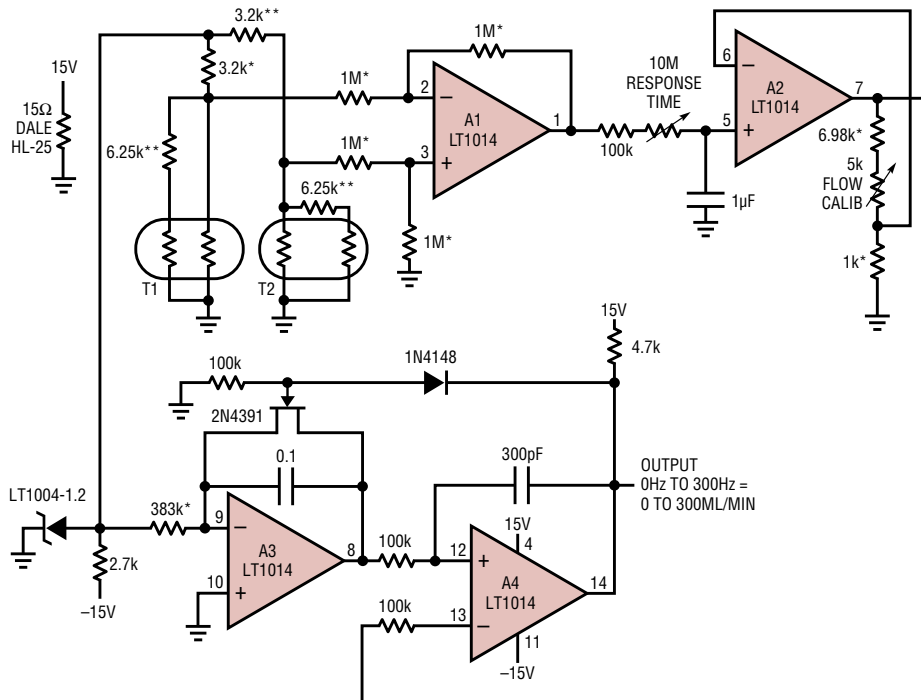 3.2k**
3.2k*
15V
15Ω
DALE
HL-25
6.25k**
T1
1M*
1M*
6.25k**
T2
1M*
1M*
2
3
−
+
A1
LT1014
1
100k
10M
RESPONSE
TIME
1µF
6
5
−
+
A2
LT1014
7
6.98k*
5k
FLOW
CALIB
1k*
100k
2N4391
1N4148
15V
4.7k
0.1
300pF
OUTPUT
0Hz TO 300Hz =
0 TO 300ML/MIN
LT1004-1.2
2.7k
–15V
383k*
9
10
−
+
A3
LT1014
8
100k
100k
12
13
+
−
15V
4
A4
LT1014
14
11
–15V